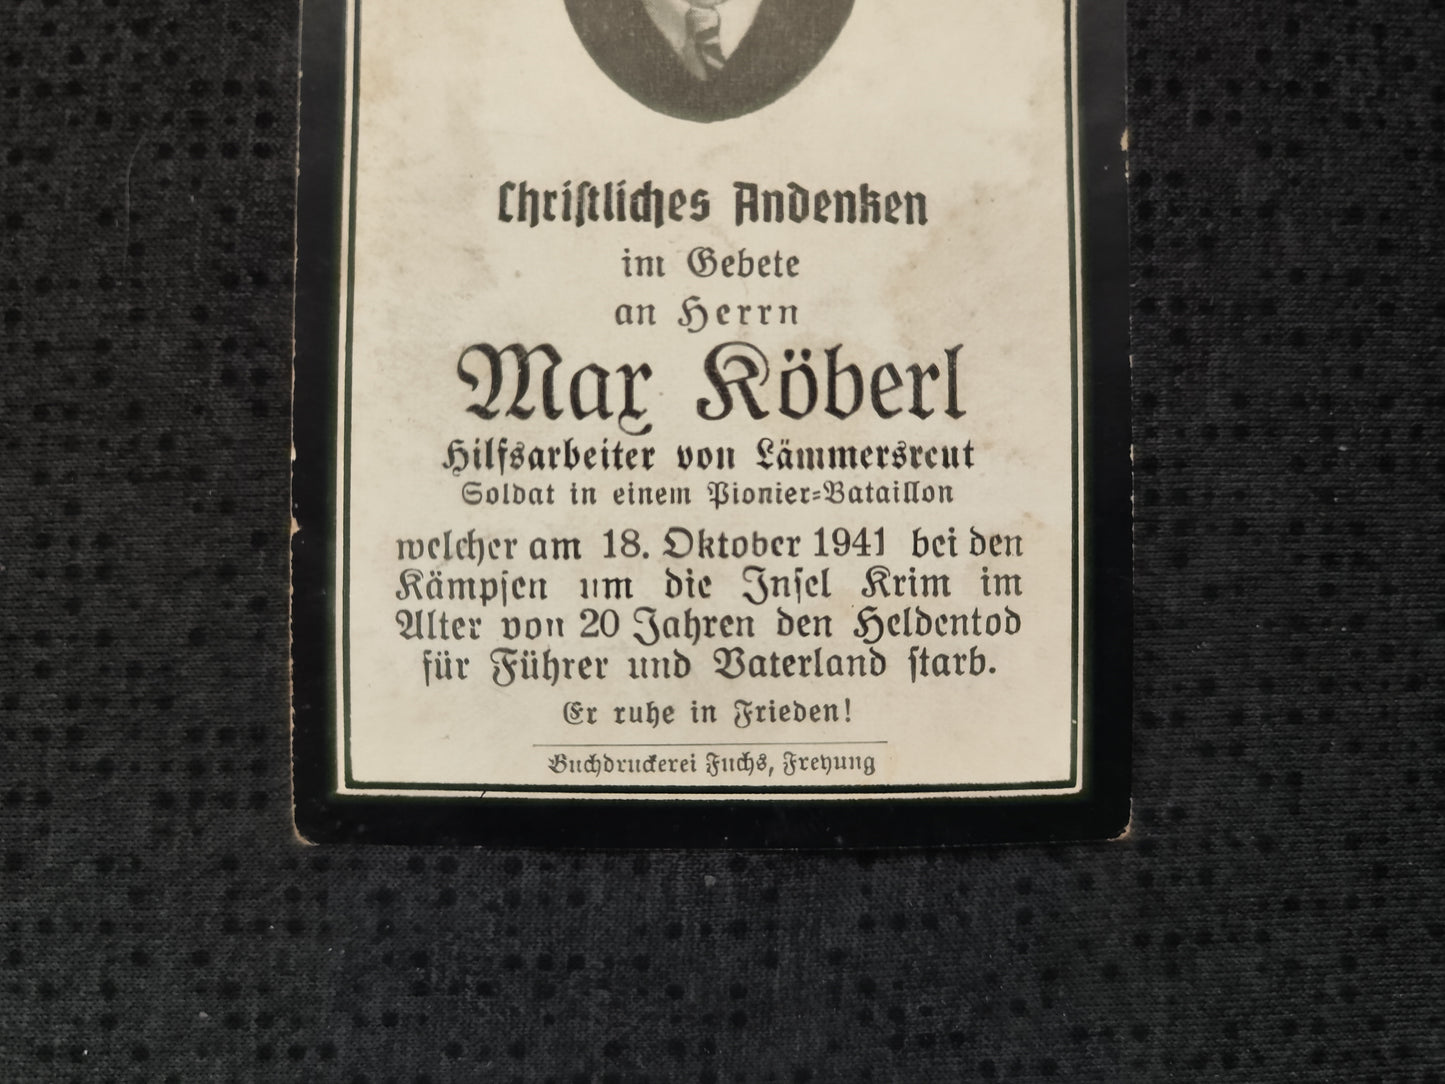 Christliches Andenken
im Gebete
an Herrn
Max Köberl
Hilfsarbeiter von Lämmersreut
Soldat in einem Pionier-Bataillon
welcher am 18. Oktober 1941 bei den
Kämpfen um die Insel Krim im
Alter von 20 Jahren den Heldentod
für Führer und Vaterland starb.
Er ruhe in Frieden!
Buchdruckerei Fuchs, Freyung